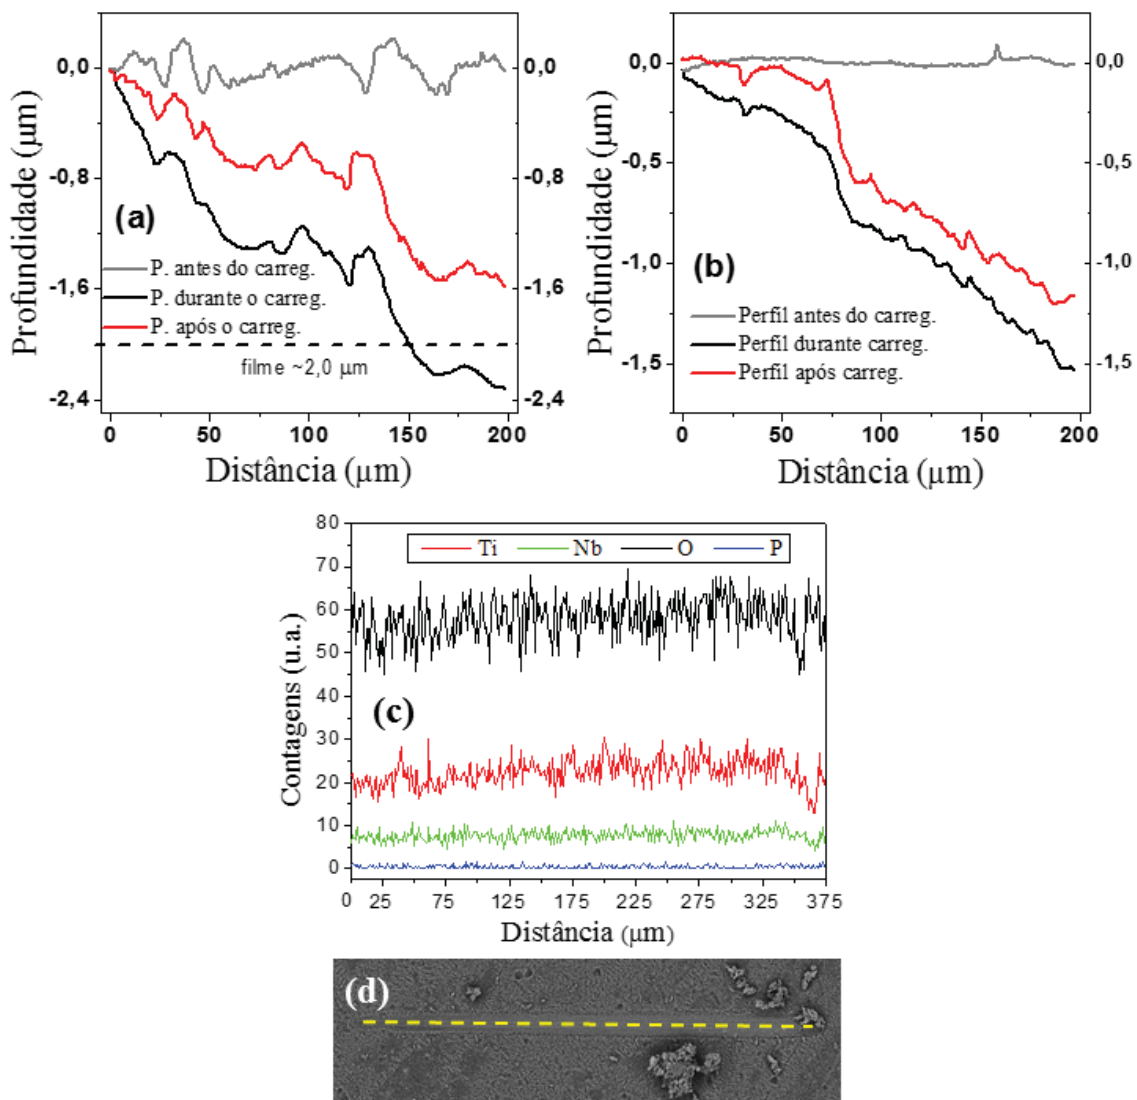 0,0
-0,8
-1,6
-2,4
Profundidade (µm)
(a)
P. antes do carreg.
P. durante o carreg.
P. após o carreg.
filme ~2,0 µm
0,0
-0,8
-1,6
-2,4
0 50 100 150 200
Distância (µm)
0,0
-0,5
-1,0
-1,5
Profundidade (µm)
(b)
Perfil antes do carreg.
Perfil durante carreg.
Perfil após carreg.
0,0
-0,5
-1,0
-1,5
0 50 100 150 200
Distância (µm)
80
70
60
50
40
30
20
10
0
Contagens (u.a.)
Ti Nb O P
(c)
0 25 75 125 175 225 275 325 375
Distância (µm)
(d)